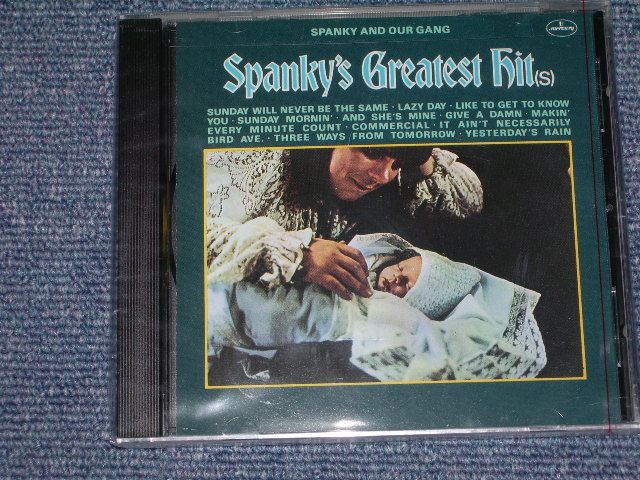 SPANKY AND OUR GANG
mercury
Spanky's Greatest Hit(s)
SUNDAY WILL NEVER BE THE SAME · LAZY DAY · LIKE TO GET TO KNOW
YOU · SUNDAY MORNIN' · AND SHE'S MINE · GIVE A DAMN · MAKIN'
EVERY MINUTE COUNT · COMMERCIAL · IT AIN'T NECESSARILY
BIRD AVE. · THREE WAYS FROM TOMORROW · YESTERDAY'S RAIN